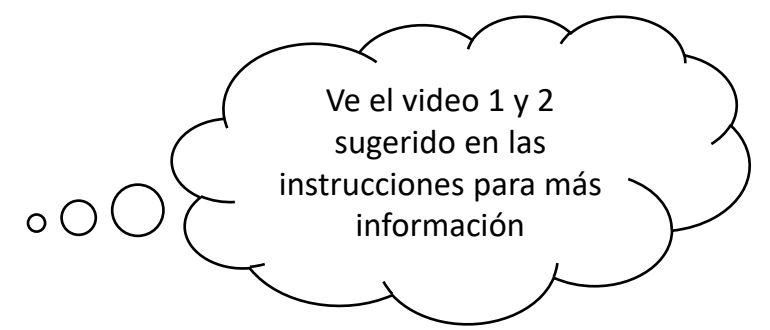 Ve el video 1 y 2
sugerido en las
instrucciones para más
información